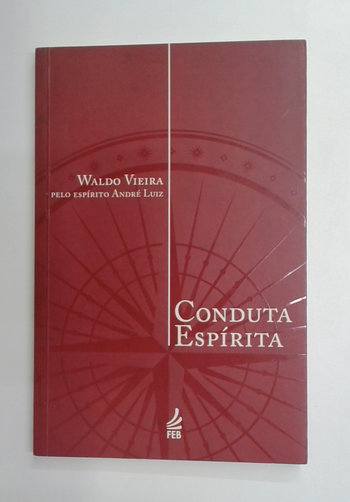 WALDO VIEIRA
PELO ESPÍRITO ANDRÉ LUIZ
CONDUTA
ESPÍRITA
FEB